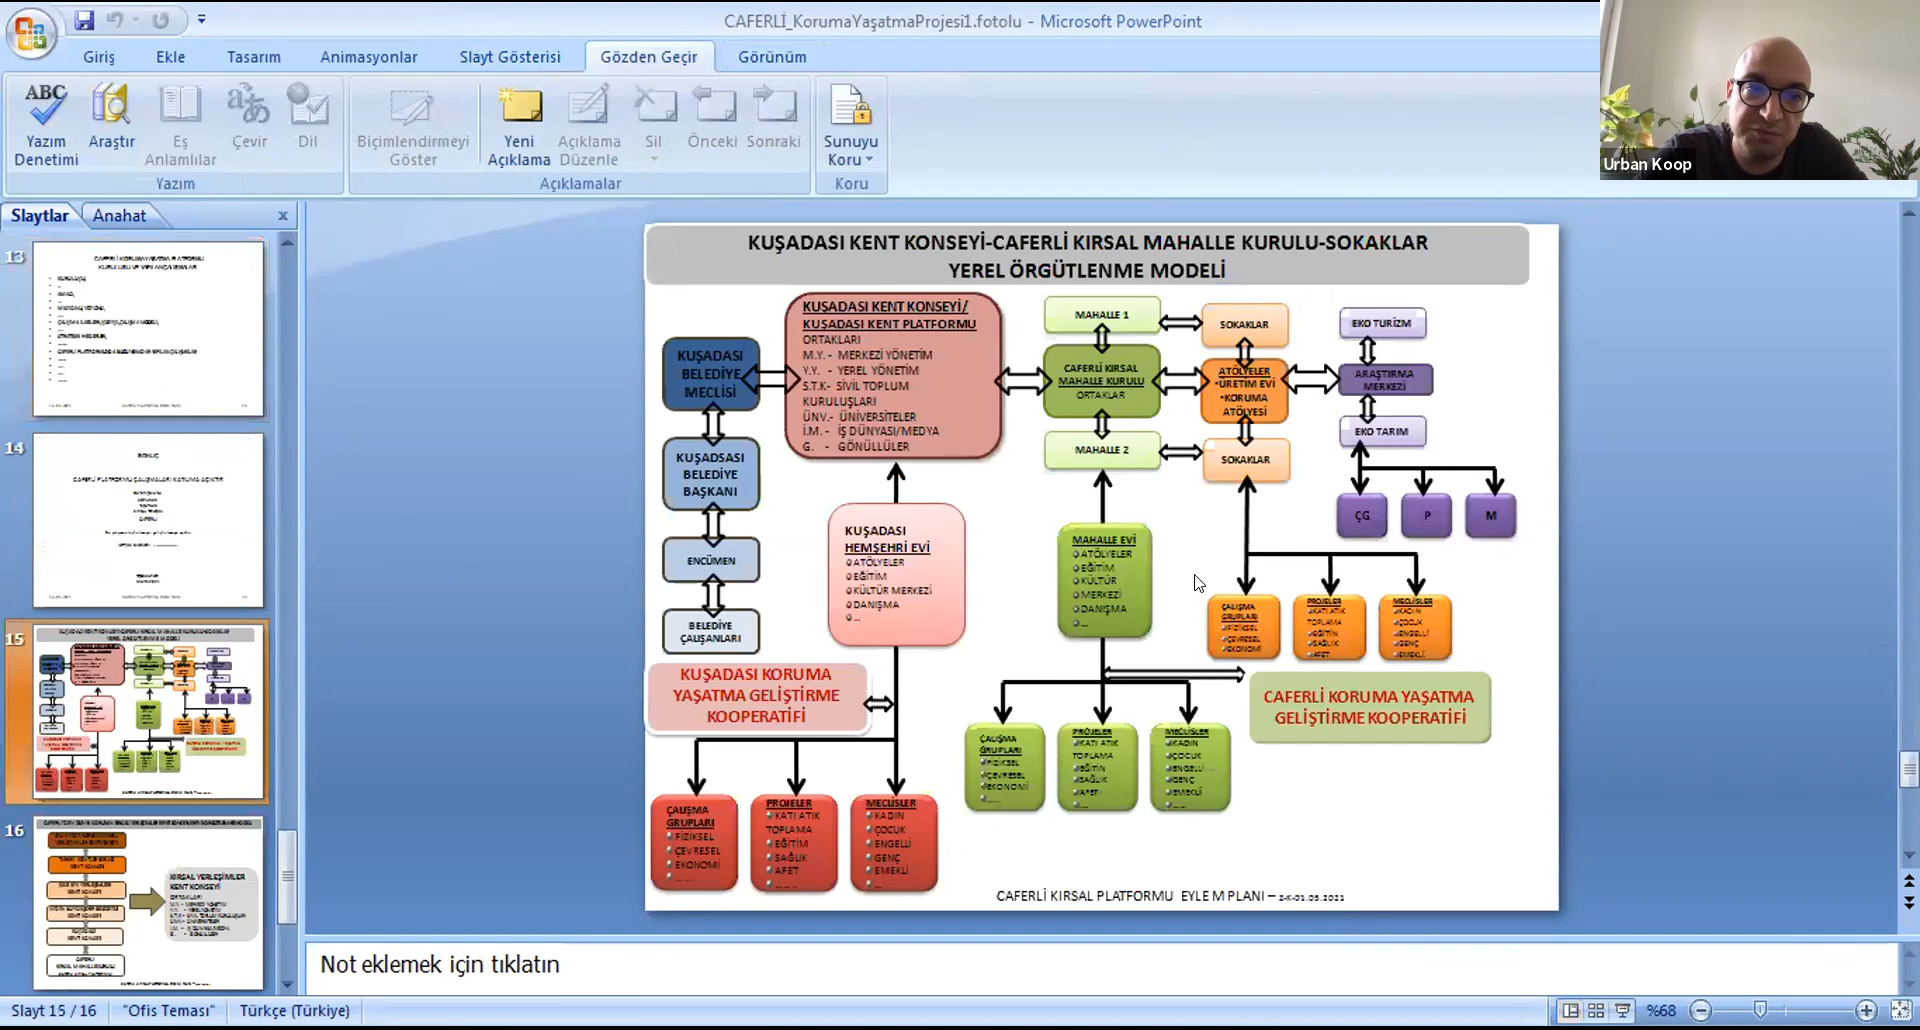 CAFERLİ_KorumaYaşatmaProjesi1.fotolu - Microsoft PowerPoint
Giriş Ekle Tasarım Animasyonlar Slayt Gösterisi Gözden Geçir Görünüm
ABC
Yazım Denetimi
Araştır
Eş Anlamlılar
Çevir
Dil
Biçimlendirmeyi Göster
Yeni Açıklama
Açıklama Düzenle
Sil
Önceki
Sonraki
Sunuyu Koru
Yazım
Açıklamalar
Koru
Urban Koop
Slaytlar Anahat x
13
14
15
16
KIRSAL YERLEŞİMLER
KENT KONSEYİ
KUŞADASI KENT KONSEYİ-CAFERLİ KIRSAL MAHALLE KURULU-SOKAKLAR
YEREL ÖRGÜTLENME MODELİ
KUŞADASI
BELEDİYE
MECLİSİ
KUŞADSASI
BELEDİYE
BAŞKANI
ENCÜMEN
BELEDİYE
ÇALIŞANLARI
KUŞADASI KENT KONSEYİ/
KUŞADASI KENT PLATFORMU
ORTAKLARI
M.Y. - MERKEZİ YÖNETİM
Y.Y. - YEREL YÖNETİM
S.T.K- SİVİL TOPLUM
KURULUŞLARI
ÜNV.- ÜNİVERSİTELER
İ.M. - İŞ DÜNYASI/MEDYA
G. - GÖNÜLLÜLER
KUŞADASI
HEMŞEHRİ EVİ
ATÖLYELER
EĞİTİM
KÜLTÜR MERKEZİ
DANIŞMA
...
KUŞADASI KORUMA
YAŞATMA GELİŞTİRME
KOOPERATİFİ
ÇALIŞMA
GRUPLARI
FİZİKSEL
ÇEVRESEL
EKONOMİ
PROJELER
KATI ATIK
TOPLAMA
EĞİTİM
SAĞLIK
AFET
MECLİSLER
KADIN
ÇOCUK
ENGELLİ
GENÇ
EMEKLİ
MAHALLE 1
CAFERLİ KIRSAL
MAHALLE KURULU
ORTAKLAR
MAHALLE 2
MAHALLE EVİ
ATÖLYELER
EĞİTİM
KÜLTÜR
MERKEZİ
DANIŞMA
...
ÇALIŞMA
GRUPLARI
FİZİKSEL
ÇEVRESEL
EKONOMİ
PROJELER
KATI ATIK
TOPLAMA
EĞİTİN
SAĞLIK
AFET
MECLİSLER
KADIN
ÇOCUK
ENGELLİ
GENÇ
EMEKLİ
SOKAKLAR
ATÖLYELER
•ÜRETİM EVİ
•KORUMA
ATÖLYESİ
SOKAKLAR
ÇALIŞMA
GRUPLARI
FİZİKSEL
ÇEVRESEL
EKONOMİ
PROJELER
KATI ATIK
TOPLAMA
EĞİTİN
SAĞLIK
AFET
MECLİSLER
KADIN
ÇOCUK
ENGELLİ
GENÇ
EMEKLİ
EKO TURİZM
ARAŞTIRMA
MERKEZİ
EKO TARIM
ÇG
P
M
CAFERLİ KORUMA YAŞATMA
GELİŞTİRME KOOPERATİFİ
CAFERLİ KIRSAL PLATFORMU EYLEM PLANI –
Not eklemek için tıklatın
Slayt 15 / 16 "Ofis Teması" Türkçe (Türkiye) %68